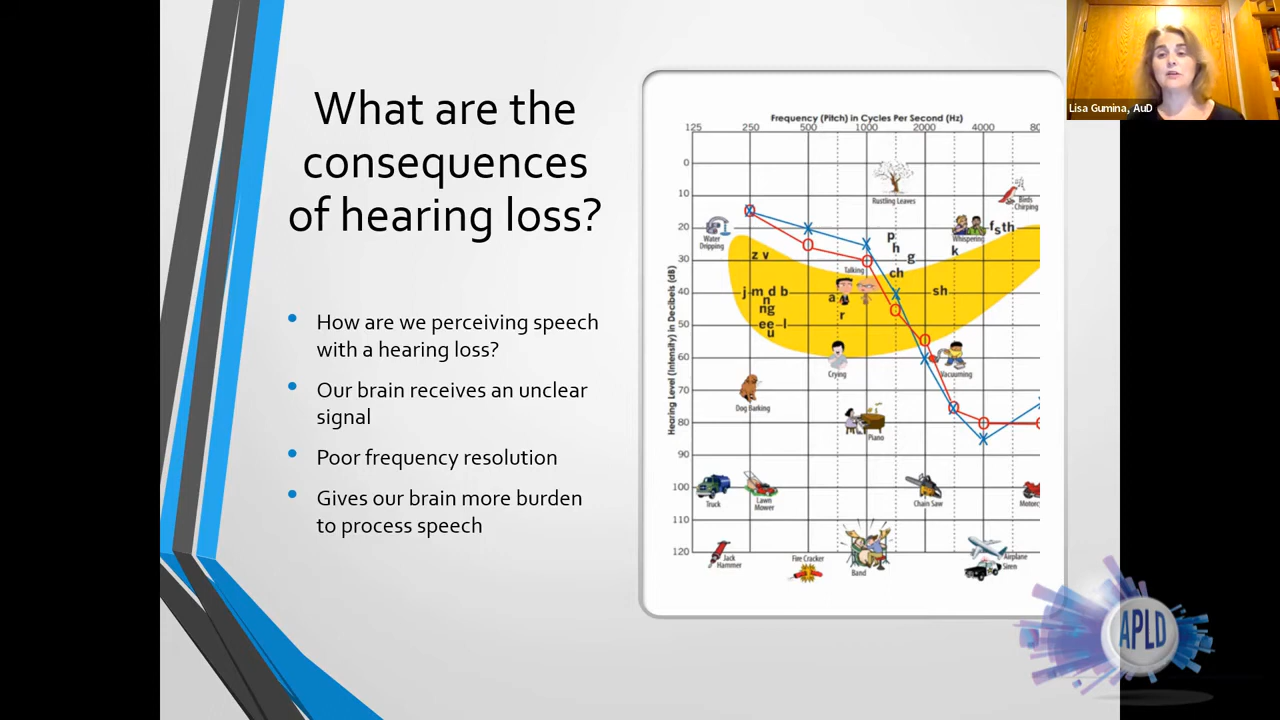 What are the
consequences
of hearing loss?
How are we perceiving speech
with a hearing loss?
Our brain receives an unclear
signal
Poor frequency resolution
Gives our brain more burden
to process speech
Frequency (Pitch) in Cycles Per Second (Hz)
125 250 500 1000 2000 4000 80
Hearing Level (Intensity) in Decibels (dB)
0
10
20
30
40
50
60
70
80
90
100
110
120
Rustling Leaves
Birds
Chirping
Water
Dripping
Whispering
f s th
p
h
g
k
z v
Talking
ch
j m d b
n
ng
a
sh
r
ee l
u
Crying
Vacuuming
Dog Barking
Piano
Truck
Lawn
Mower
Chain Saw
Motorc
Jack
Hammer
Fire Cracker
Band
Airplane
Siren
Lisa Gumina, AuD
APLD